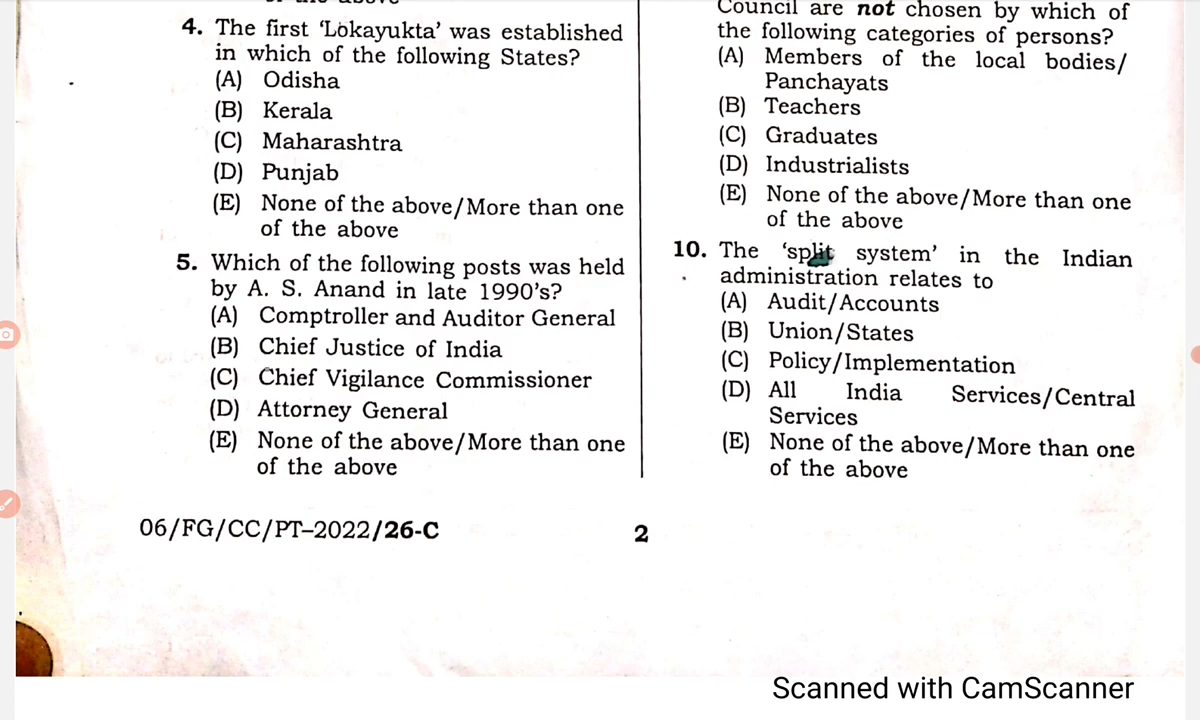 4. The first 'Lokayukta' was established
in which of the following States?
(A) Odisha
(B) Kerala
(C) Maharashtra
(D) Punjab
(E) None of the above/More than one
of the above
5. Which of the following posts was held
by A. S. Anand in late 1990's?
(A) Comptroller and Auditor General
(B) Chief Justice of India
(C) Chief Vigilance Commissioner
(D) Attorney General
(E) None of the above/More than one
of the above
Council are not chosen by which of
the following categories of persons?
(A) Members of the local bodies/
Panchayats
(B) Teachers
(C) Graduates
(D) Industrialists
(E) None of the above/More than one
of the above
10. The 'split system' in the Indian
administration relates to
(A) Audit/Accounts
(B) Union/States
(C) Policy/Implementation
(D) All India Services/Central
Services
(E) None of the above/More than one
of the above
06/FG/CC/PT–2022/26-C
2
Scanned with CamScanner